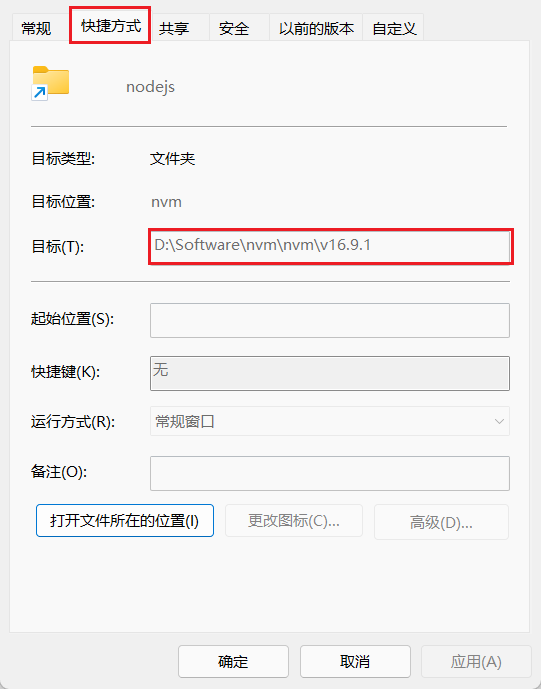 常规 快捷方式 共享 安全 以前的版本 自定义
nodejs
目标类型: 文件夹
目标位置: nvm
目标(T): D:\Software\nvm\nvm\v16.9.1
起始位置(S):
快捷键(K): 无
运行方式(R): 常规窗口
备注(O):
打开文件所在的位置(I) 更改图标(C)... 高级(D)...
确定 取消 应用(A)